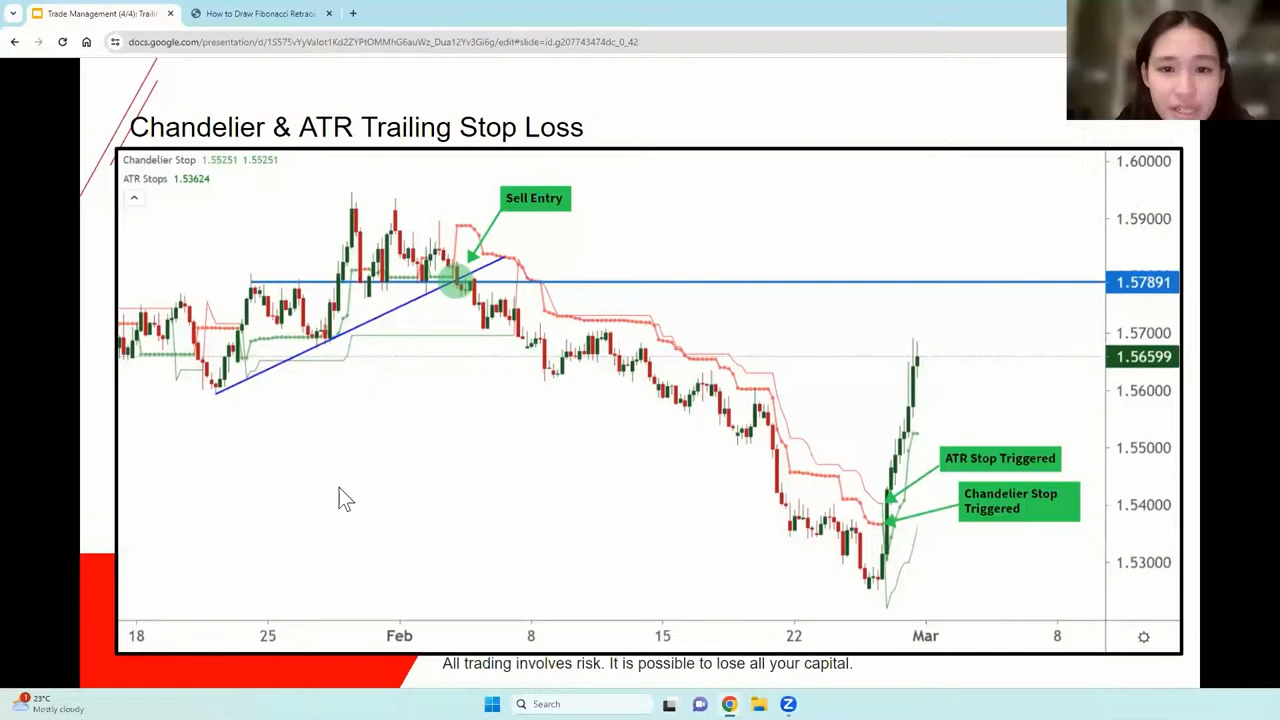 Trade Management (4/4): Traili
How to Draw Fibonacci Retrace
docs.google.com/presentation/d/1S575vYyValot1Kd2ZYPtOMMhG6auWz_Dua12Yv3Gi6g/edit#slide=id.g207743474dc_0_42
Chandelier & ATR Trailing Stop Loss
Chandelier Stop 1.55251 1.55251
ATR Stops 1.53624
Sell Entry
ATR Stop Triggered
Chandelier Stop
Triggered
1.60000
1.59000
1.57891
1.57000
1.56599
1.56000
1.55000
1.54000
1.53000
18 25 Feb 8 15 22 Mar 8
All trading involves risk. It is possible to lose all your capital.
1
23°C
Mostly cloudy
Search